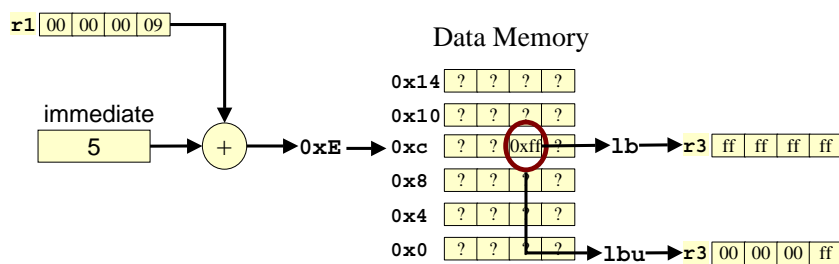 r1 00 00 00 09
Data Memory
0x14 ? ? ? ?
immediate
0x10 ? ? ? ?
5 + 0xE 0xc ? ? 0xff ? lb r3 ff ff ff ff
0x8 ? ? ? ?
0x4 ? ? ? ?
0x0 ? ? ? ? lbu r3 00 00 00 ff